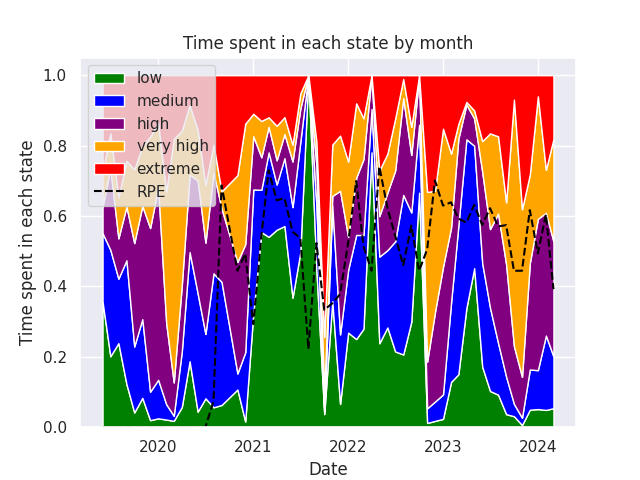 Time spent in each state by month
low
medium
high
very high
extreme
RPE
Time spent in each state
1.0
0.8
0.6
0.4
0.2
0.0
2020
2021
2022
2023
2024
Date